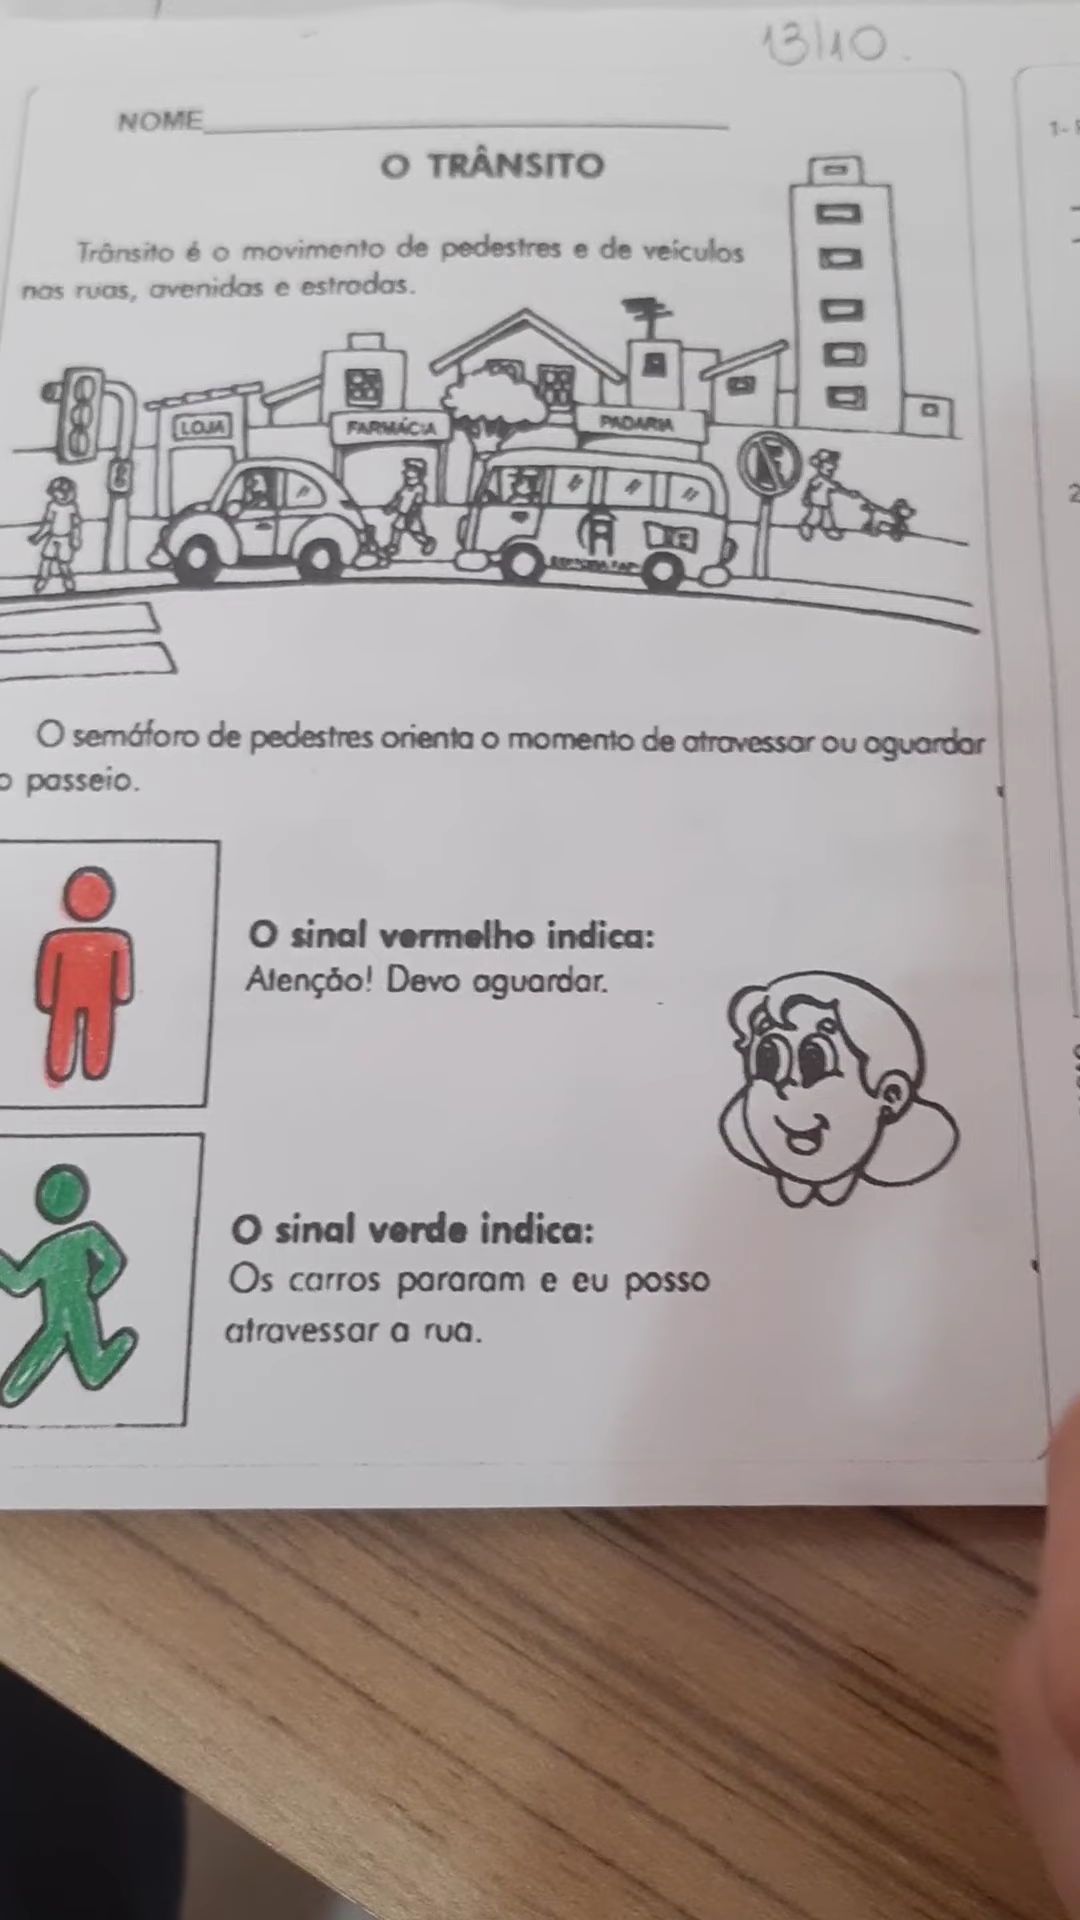 13/10.
NOME
O TRÂNSITO
Trânsito é o movimento de pedestres e de veículos
nas ruas, avenidas e estradas.
LOJA
FARMÁCIA
PADARIA
O semáforo de pedestres orienta o momento de atravessar ou aguardar
o passeio.
O sinal vermelho indica:
Atenção! Devo aguardar.
O sinal verde indica:
Os carros pararam e eu posso
atravessar a rua.
1-
2